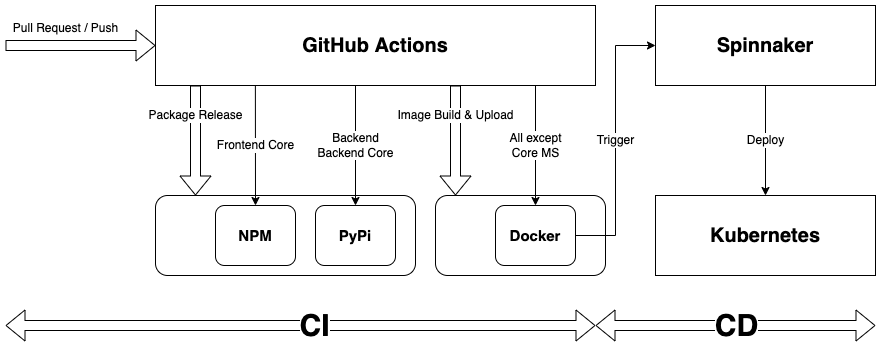 Pull Request / Push
GitHub Actions
Spinnaker
Package Release
Frontend Core
Backend
Backend Core
Image Build & Upload
All except
Core MS
Trigger
Deploy
NPM
PyPi
Docker
Kubernetes
CI
CD